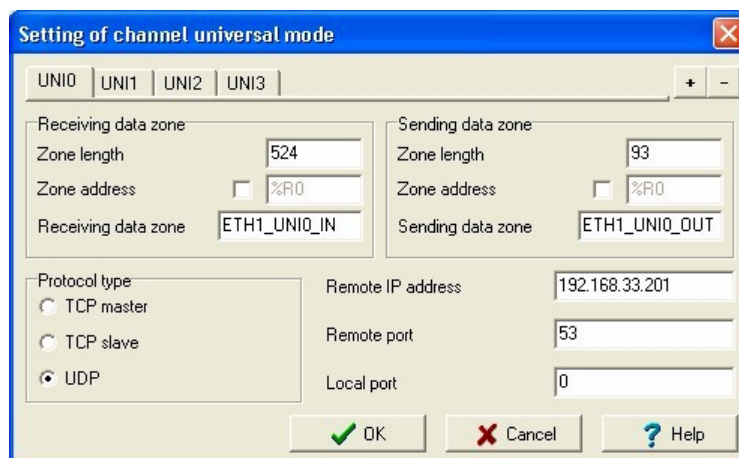 Setting of channel universal mode
UNI0 UNI1 UNI2 UNI3 + -
Receiving data zone
Zone length 524
Zone address %R0
Receiving data zone ETH1_UNI0_IN
Sending data zone
Zone length 93
Zone address %R0
Sending data zone ETH1_UNI0_OUT
Protocol type
TCP master
TCP slave
UDP
Remote IP address 192.168.33.201
Remote port 53
Local port 0
OK Cancel Help